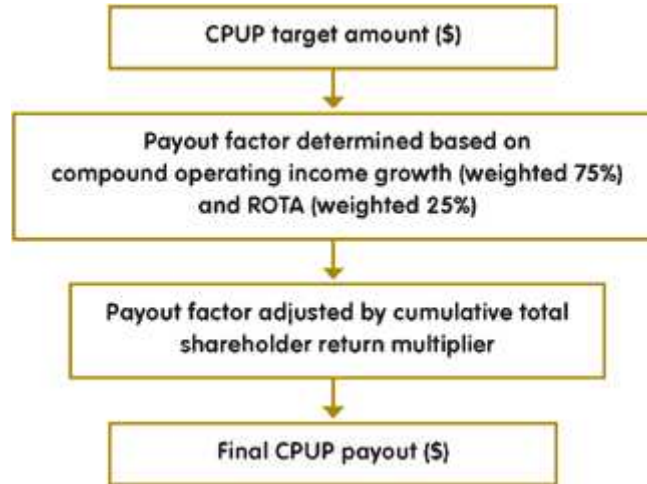 CPUP target amount ($)
Payout factor determined based on
compound operating income growth (weighted 75%)
and ROTA (weighted 25%)
Payout factor adjusted by cumulative total
shareholder return multiplier
Final CPUP payout ($)